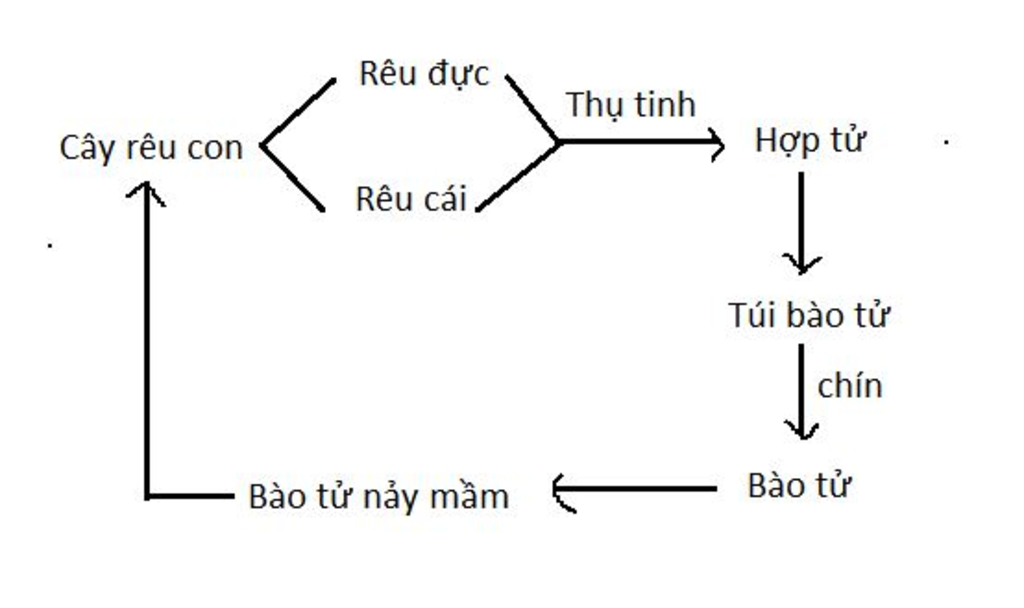 Rêu đực
Thụ tinh
Cây rêu con
Hợp tử
Rêu cái
Túi bào tử
chín
Bào tử nảy mầm
Bào tử